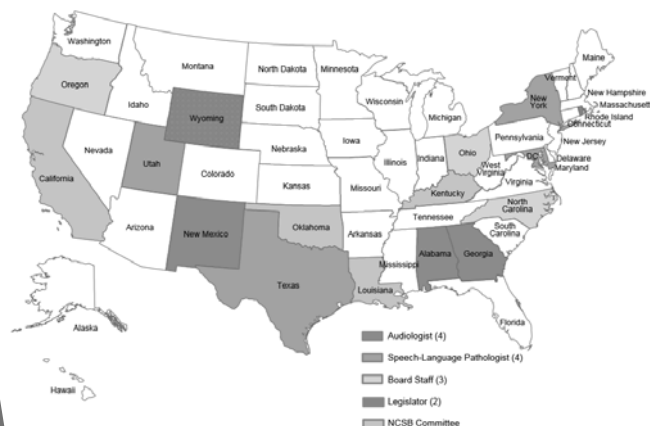 Washington
Montana
North Dakota
Minnesota
Maine
Vermont
New Hampshire
Massachusetts
New York
Rhode Island
Connecticut
Oregon
Idaho
Wyoming
South Dakota
Wisconsin
Michigan
Nevada
Utah
Colorado
Nebraska
Iowa
Illinois
Indiana
Ohio
Pennsylvania
New Jersey
DC
Delaware
Maryland
West Virginia
Virginia
California
Kansas
Missouri
Kentucky
North Carolina
Arizona
New Mexico
Oklahoma
Arkansas
Tennessee
South Carolina
Texas
Louisiana
Mississippi
Alabama
Georgia
Florida
Alaska
Hawaii
Audiologist (4)
Speech-Language Pathologist (4)
Board Staff (3)
Legislator (2)
NCSB Committee